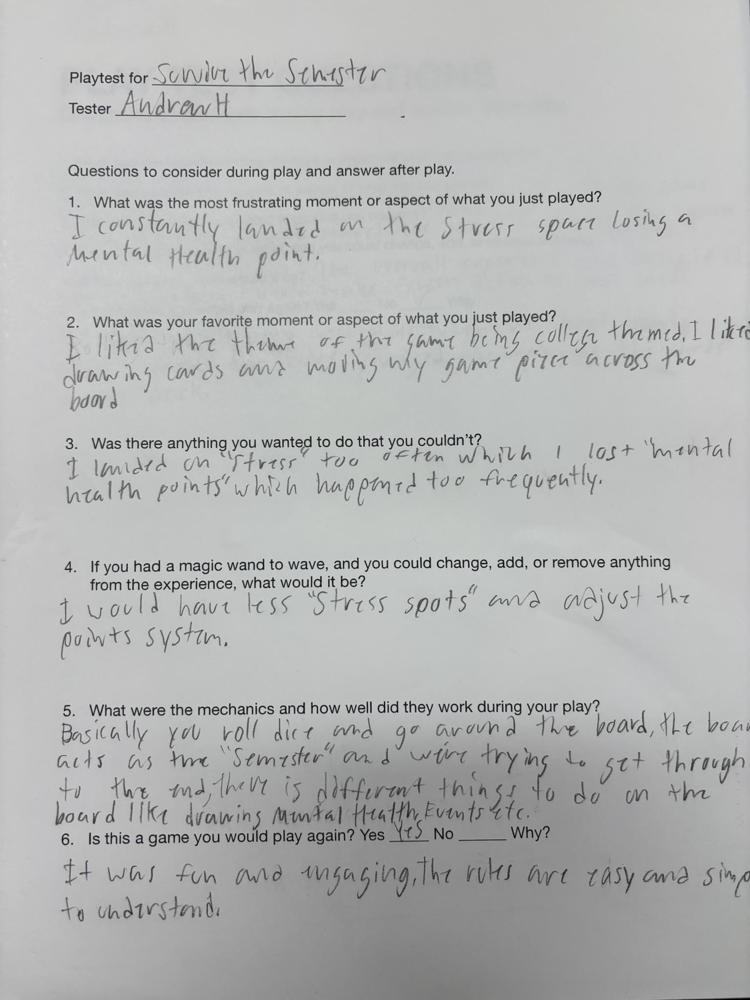 Playtest for Survive the Semester
Tester Andrew H
Questions to consider during play and answer after play.
1. What was the most frustrating moment or aspect of what you just played?
I constantly landed on the Stress space losing a
Mental Health point.
2. What was your favorite moment or aspect of what you just played?
I liked the theme of the game being college themed. I liked
drawing cards and moving my game piece across the
board
3. Was there anything you wanted to do that you couldn't?
I landed on "Stress" too often which I lost "mental
health points" which happened too frequently.
4. If you had a magic wand to wave, and you could change, add, or remove anything
from the experience, what would it be?
I would have less "Stress spots" and adjust the
points system.
5. What were the mechanics and how well did they work during your play?
Basically you roll dice and go around the board, the boar
acts as the "Semester" and we're trying to get through
to the end, there is different things to do on the
board like drawing Mental Health, Events etc.
6. Is this a game you would play again? Yes Yes No ______ Why?
It was fun and engaging, The rules are easy and simp
to understand.